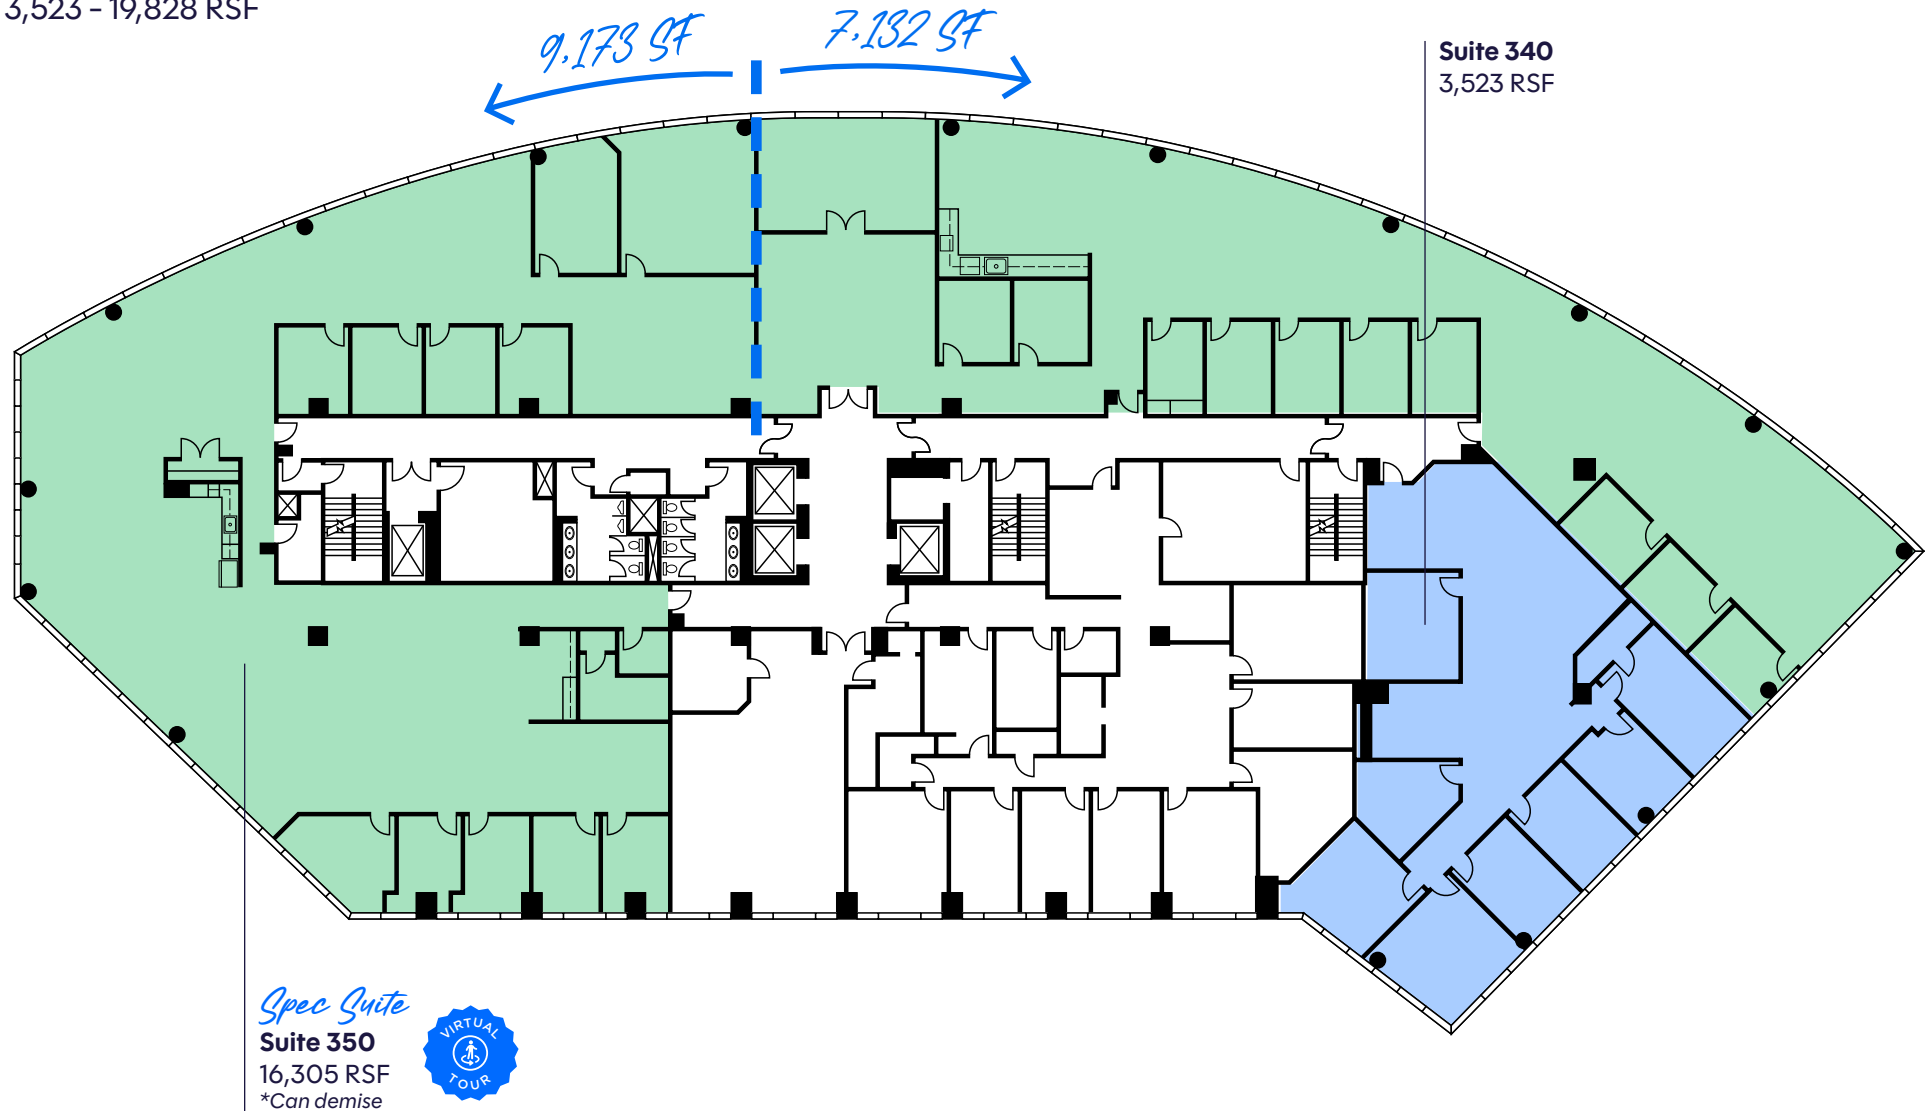 3,523 - 19,828 RSF
9,173 SF
7,132 SF
Suite 340
3,523 RSF
Spec Suite
Suite 350
16,305 RSF
*Can demise
VIRTUAL
TOUR